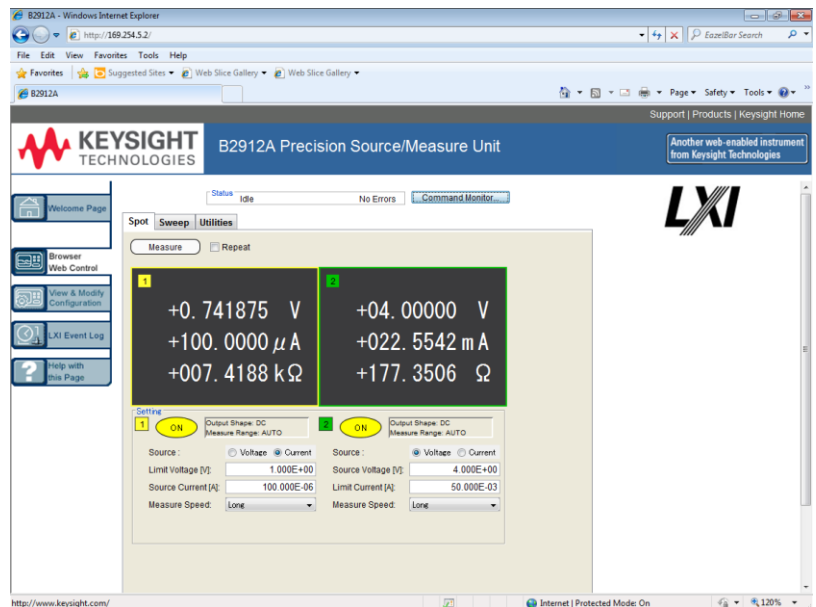 B2912A - Windows Internet Explorer
http://169.254.5.2/
EazelBar Search
File Edit View Favorites Tools Help
Favorites Suggested Sites Web Slice Gallery Web Slice Gallery
B2912A
Page Safety Tools
Support | Products | Keysight Home
KEYSIGHT
TECHNOLOGIES
B2912A Precision Source/Measure Unit
Another web-enabled instrument
from Keysight Technologies
Welcome Page
Browser
Web Control
View & Modify
Configuration
LXI Event Log
Help with
this Page
Status
Idle No Errors Command Monitor...
LXI
Spot Sweep Utilities
Measure Repeat
1
+0.741875 V
+100.0000 μA
+007.4188 kΩ
2
+04.00000 V
+022.5542 mA
+177.3506 Ω
Setting
1 ON Output Shape: DC
Measure Range: AUTO
Source : Voltage Current
Limit Voltage [V]: 1.000E+00
Source Current [A]: 100.000E-06
Measure Speed: Long
2 ON Output Shape: DC
Measure Range: AUTO
Source : Voltage Current
Source Voltage [V]: 4.000E+00
Limit Current [A]: 50.000E-03
Measure Speed: Long
http://www.keysight.com/ Internet | Protected Mode: On 120%